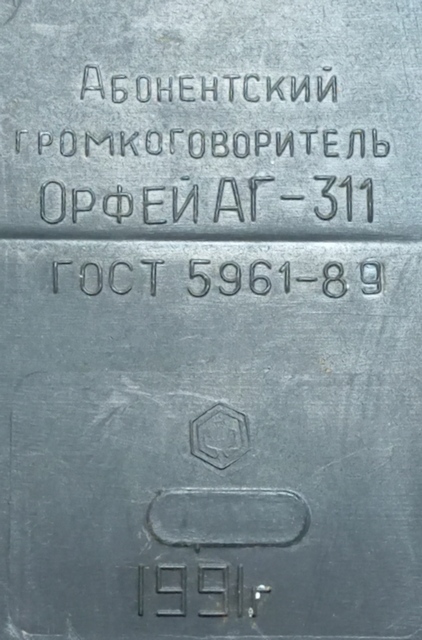 Абонентский
громкоговоритель
Орфей АГ-311
ГОСТ 5961-89
1991г